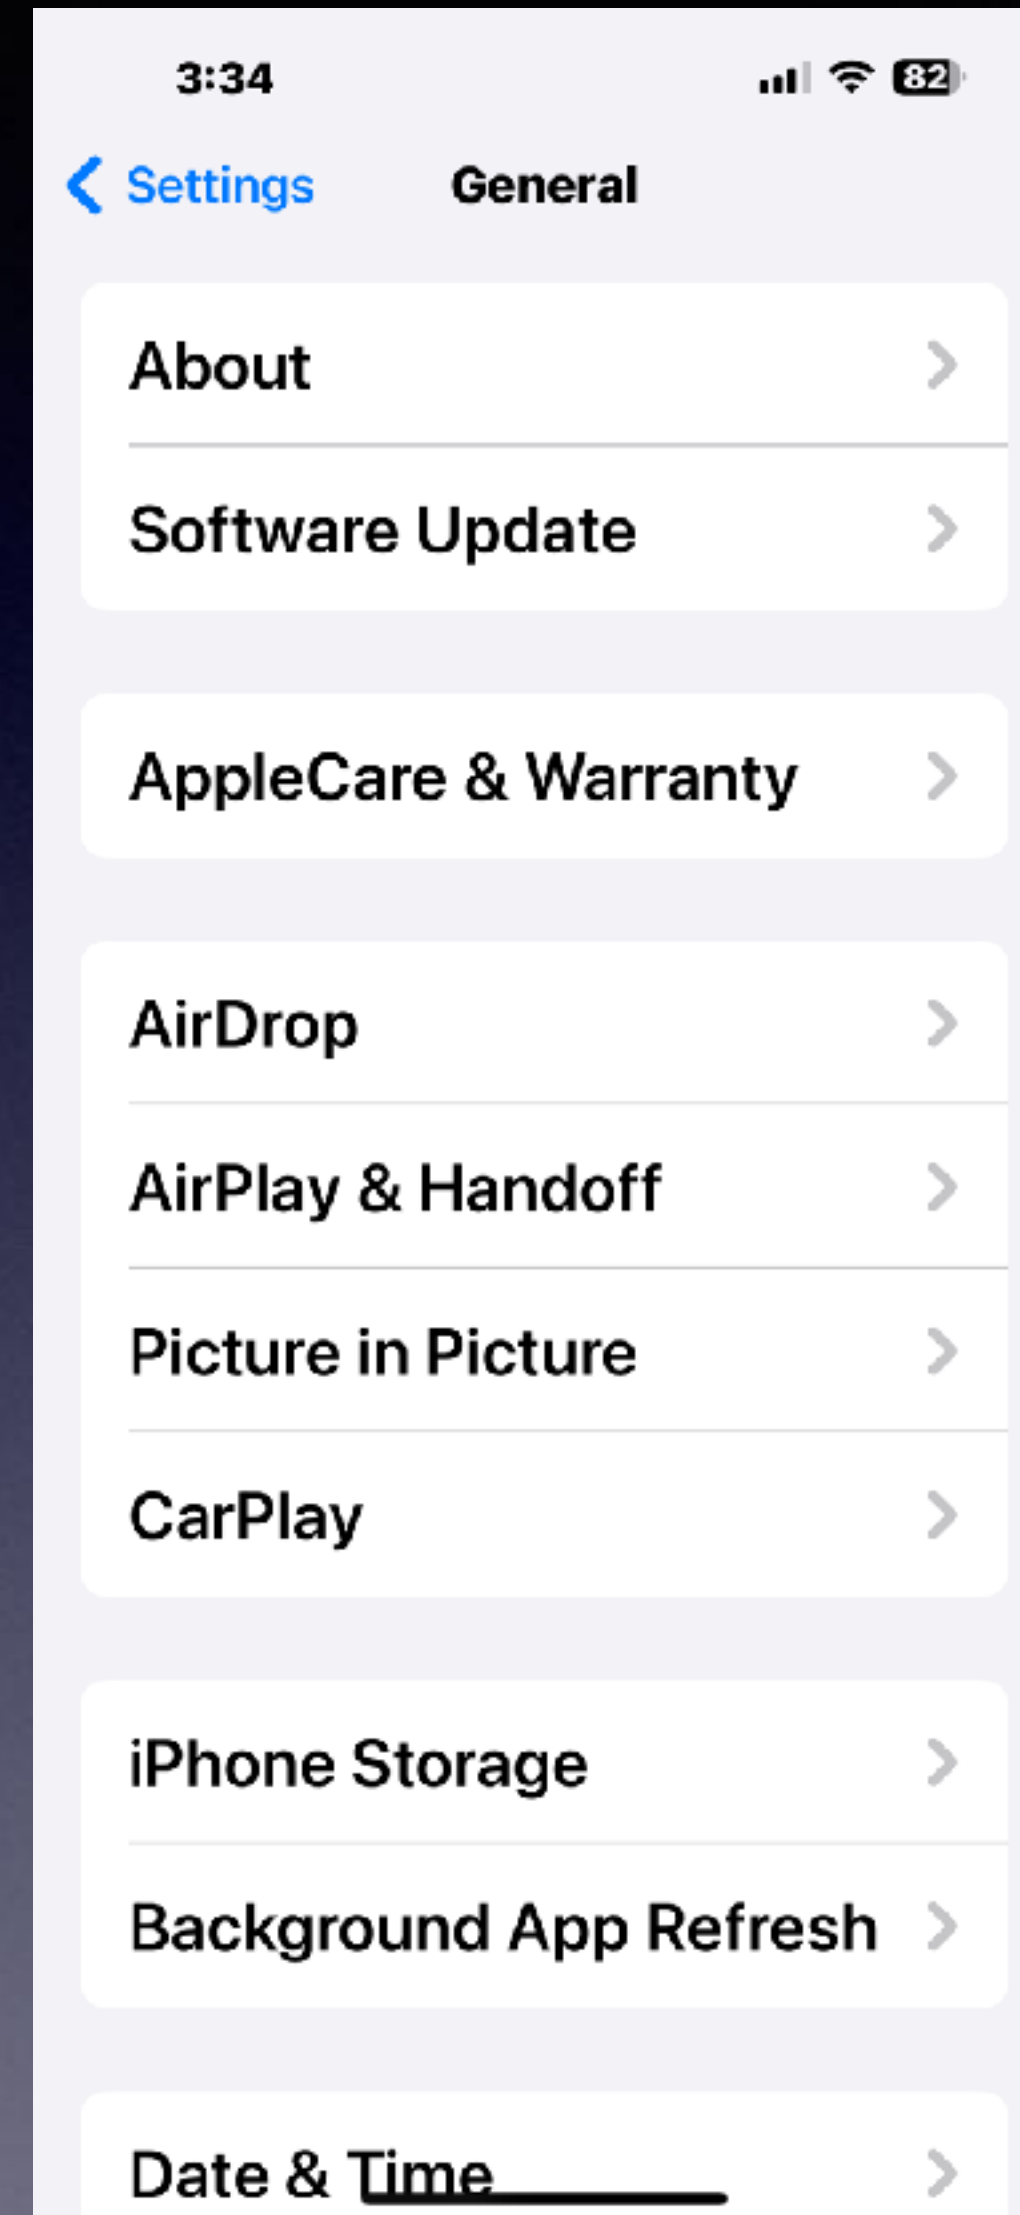 3:34
82
Settings
General
About
Software Update
AppleCare & Warranty
AirDrop
AirPlay & Handoff
Picture in Picture
CarPlay
iPhone Storage
Background App Refresh
Date & Time